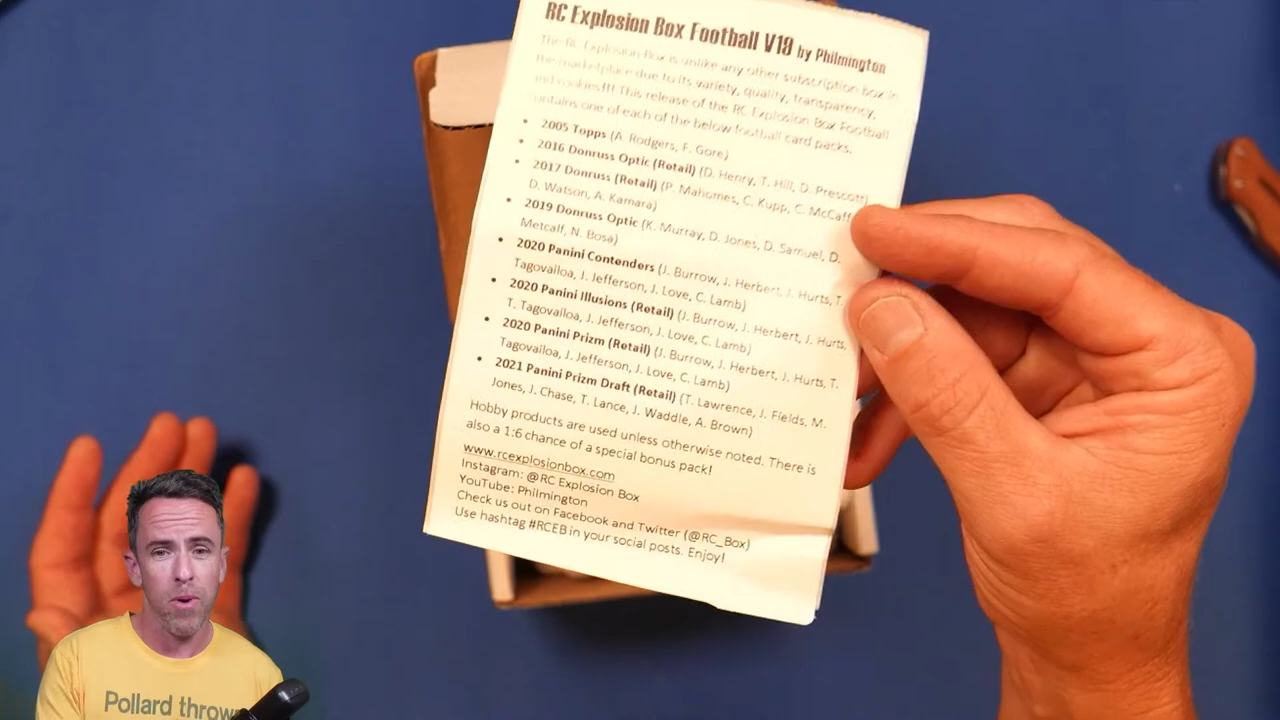 RC Explosion Box Football V19 by Philmington
The RC Explosion Box is unlike any other subscription box in
the marketplace due to its variety, quality, transparency,
and rookies!!! This release of the RC Explosion Box Football
contains one of each of the below football card packs.
• 2005 Topps (A. Rodgers, F. Gore)
• 2016 Donruss Optic (Retail) (D. Henry, T. Hill, D. Prescott)
• 2017 Donruss (Retail) (P. Mahomes, C. Kupp, C. McCaff
D. Watson, A. Kamara)
• 2019 Donruss Optic (K. Murray, D. Jones, D. Samuel, D.
Metcalf, N. Bosa)
• 2020 Panini Contenders (J. Burrow, J. Herbert, J. Hurts, T.
Tagovailoa, J. Jefferson, J. Love, C. Lamb)
• 2020 Panini Illusions (Retail) (J. Burrow, J. Herbert, J. Hurts,
T. Tagovailoa, J. Jefferson, J. Love, C. Lamb)
• 2020 Panini Prizm (Retail) (J. Burrow, J. Herbert, J. Hurts, T.
Tagovailoa, J. Jefferson, J. Love, C. Lamb)
• 2021 Panini Prizm Draft (Retail) (T. Lawrence, J. Fields, M.
Jones, J. Chase, T. Lance, J. Waddle, A. Brown)
Hobby products are used unless otherwise noted. There is
also a 1:6 chance of a special bonus pack!
www.rcexplosionbox.com
Instagram: @RC Explosion Box
YouTube: Philmington
Check us out on Facebook and Twitter (@RC_Box)
Use hashtag #RCEB in your social posts. Enjoy!
Pollard throw